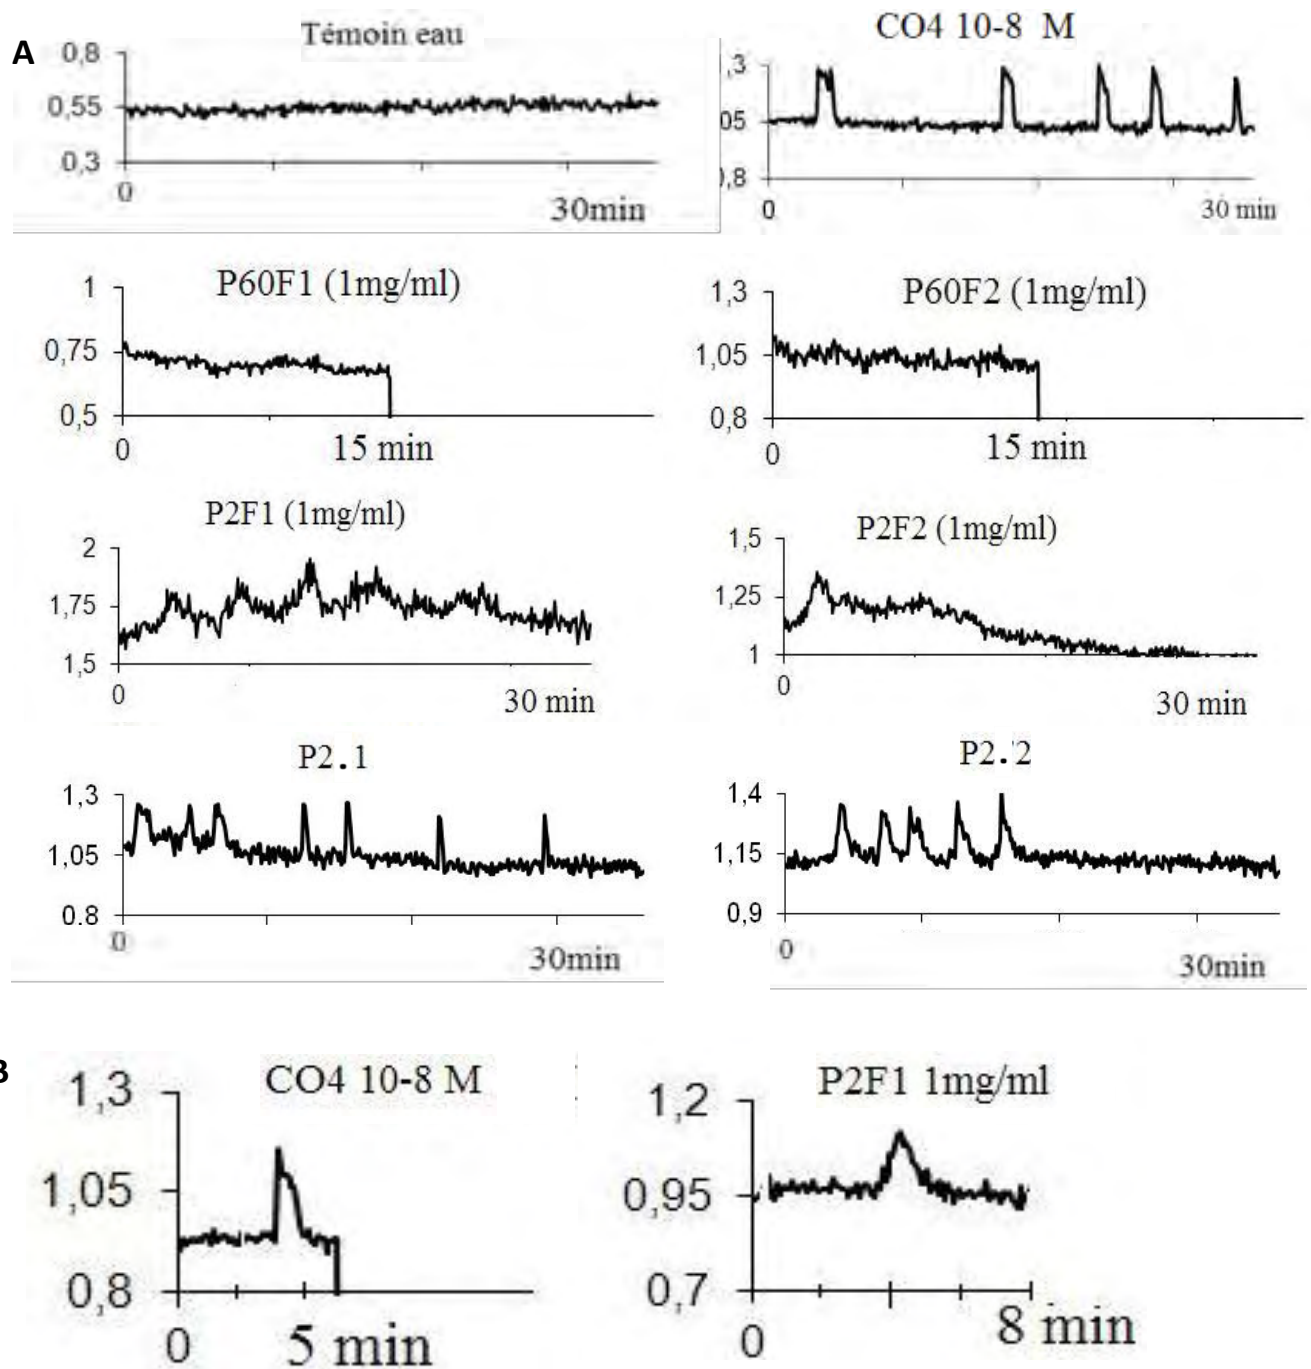 A
Témoin eau
0,8
0,55
0,3
0
30min
CO4 10-8 M
,3
05
),8
0
30 min
P60F1 (1mg/ml)
1
0,75
0,5
0
15 min
P60F2 (1mg/ml)
1,3
1,05
0,8
0
15 min
P2F1 (1mg/ml)
2
1,75
1,5
0
30 min
P2F2 (1mg/ml)
1,5
1,25
1
0
30 min
P2.1
1,3
1,05
0.8
0
30min
P2.2
1,4
1,15
0,9
0
30min
B
CO4 10-8 M
1,3
1,05
0,8
0
5 min
P2F1 1mg/ml
1,2
0,95
0,7
0
8 min